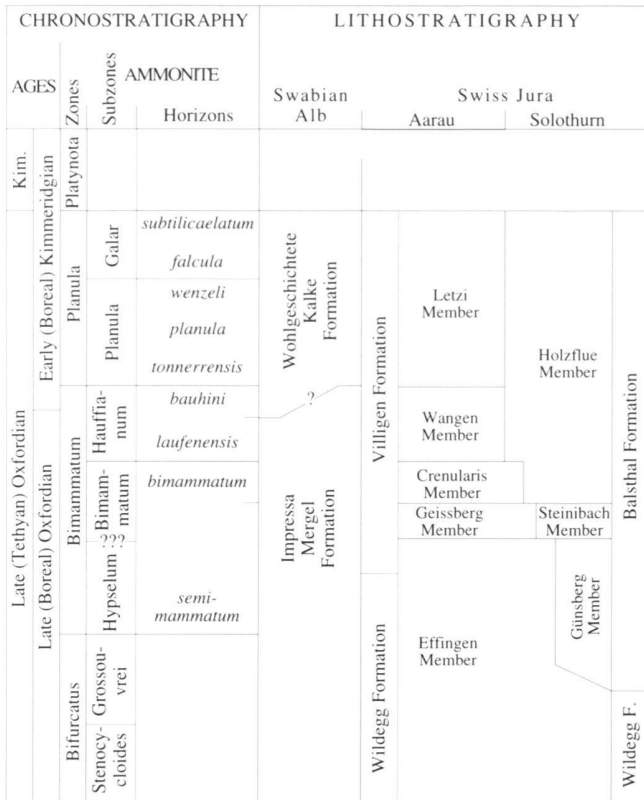 CHRONOSTRATIGRAPHY
LITHOSTRATIGRAPHY
AGES
Zones
Subzones
AMMONITE
Horizons
Swabian
Alb
Swiss Jura
Aarau
Solothurn
Kim.
Late (Tethyan) Oxfordian
Early (Boreal) Kimmeridgian
Late (Boreal) Oxfordian
Platynota
Planula
Bimammatum
Bifurcatus
Galar
Planula
Hauffia-
num
Bimam-
matum
???
Hypselum
Grossou-
vrei
Stenocy-
cloides
subtilicaelatum
falcula
wenzeli
planula
tonnerrensis
bauhini
laufenensis
bimammatum
semi-
mammatum
Wohlgeschichtete
Kalke
Formation
?
Impressa
Mergel
Formation
Villigen Formation
Wildegg Formation
Letzi
Member
Wangen
Member
Crenularis
Member
Geissberg
Member
Effingen
Member
Holzflue
Member
Steinibach
Member
Günsberg
Member
Balsthal Formation
Wildegg F.